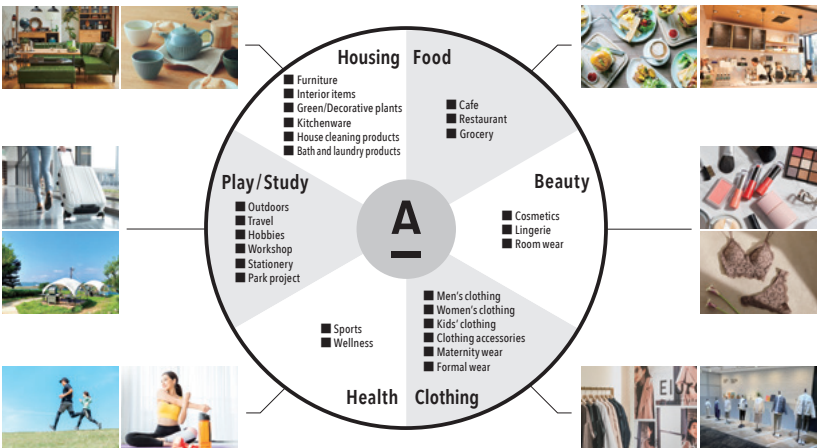 Housing
Furniture
Interior items
Green/Decorative plants
Kitchenware
House cleaning products
Bath and laundry products
Food
Cafe
Restaurant
Grocery
Play/Study
Outdoors
Travel
Hobbies
Workshop
Stationery
Park project
A
Beauty
Cosmetics
Lingerie
Room wear
Sports
Wellness
Health
Men's clothing
Women's clothing
Kids' clothing
Clothing accessories
Maternity wear
Formal wear
Clothing